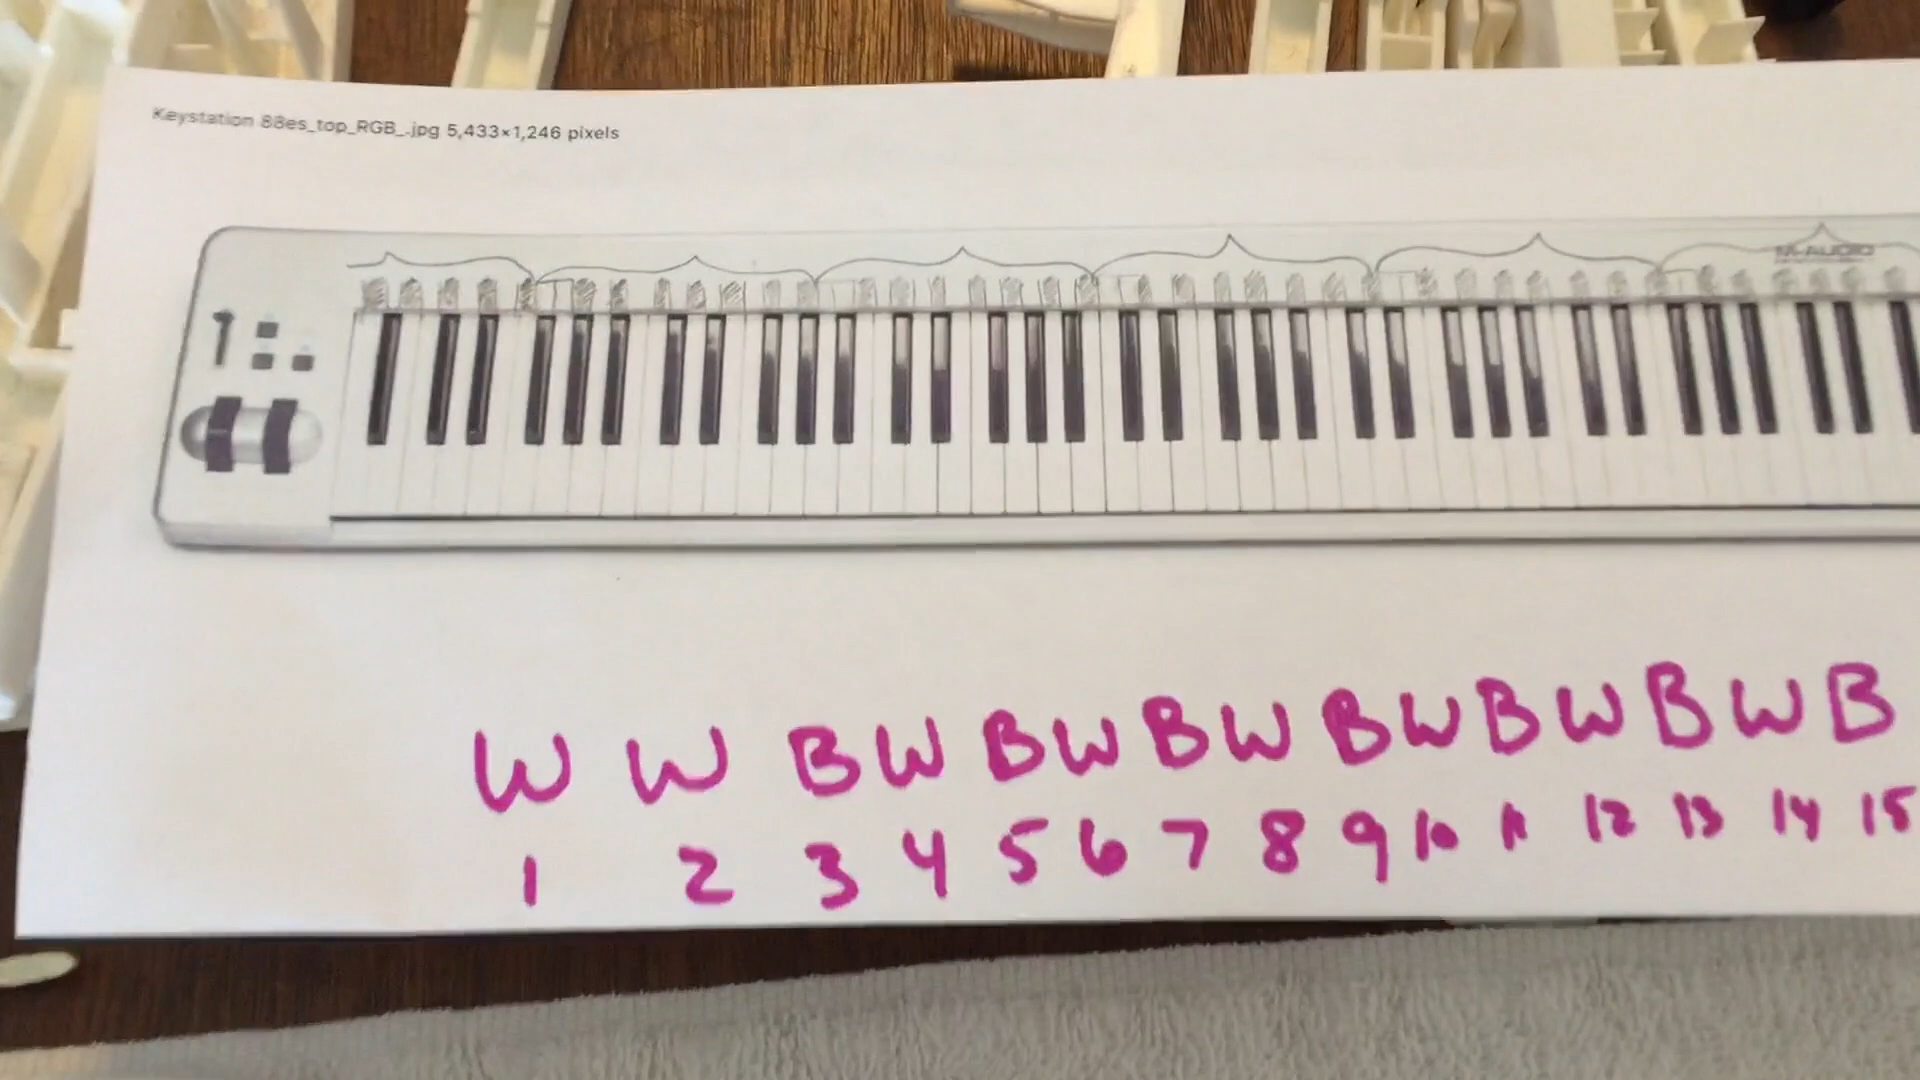 Keystation 88es_top_RGB_.jpg 5,433×1,246 pixels
M-AUDIO
W W B W B W B W B W B W B W B
1 2 3 4 5 6 7 8 9 10 11 12 13 14 15